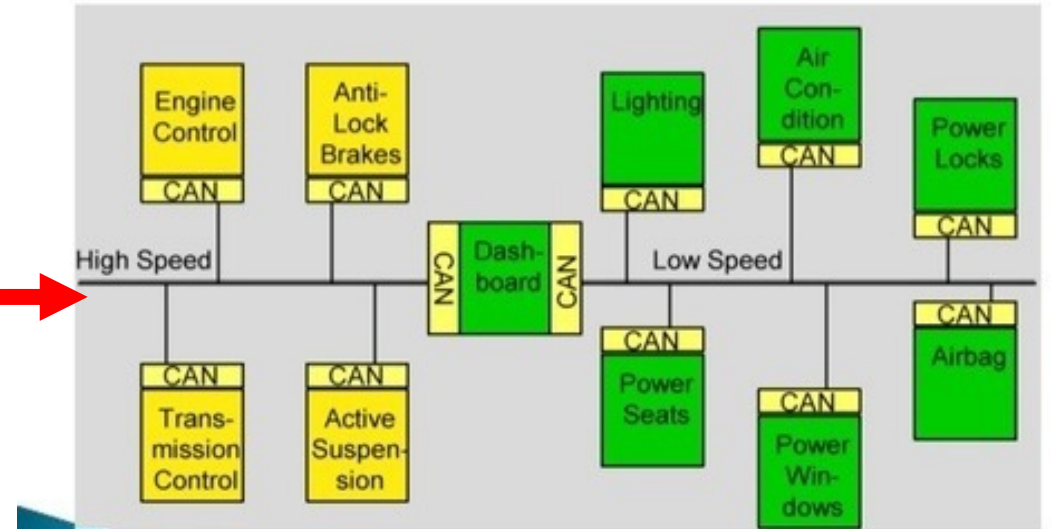 Engine
Control
CAN
Anti-
Lock
Brakes
CAN
Lighting
CAN
Air
Con-
dition
CAN
Power
Locks
CAN
High Speed
CAN
Dash-
board
CAN
Low Speed
CAN
Trans-
mission
Control
CAN
Active
Suspen-
sion
CAN
Power
Seats
CAN
Power
Win-
dows
CAN
Airbag